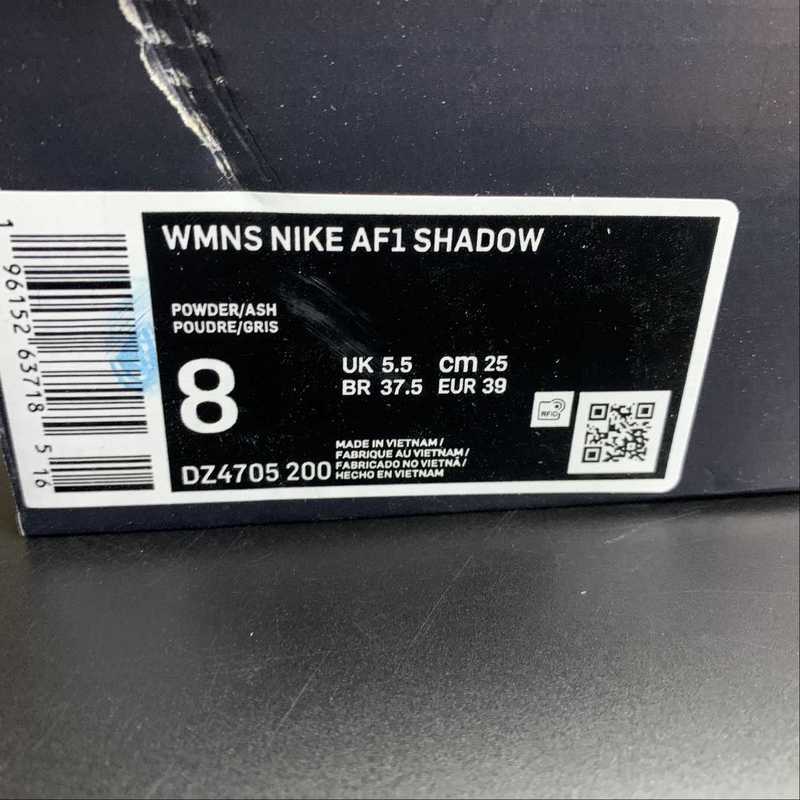 WMNS NIKE AF1 SHADOW
POWDER/ASH
POUDRE/GRIS
8
UK 5.5 cm 25
BR 37.5 EUR 39
DZ4705 200
MADE IN VIETNAM /
FABRIQUE AU VIETNAM /
FABRICADO NO VIETNÃ /
HECHO EN VIETNAM
RFID
1 96152 63718 5 16